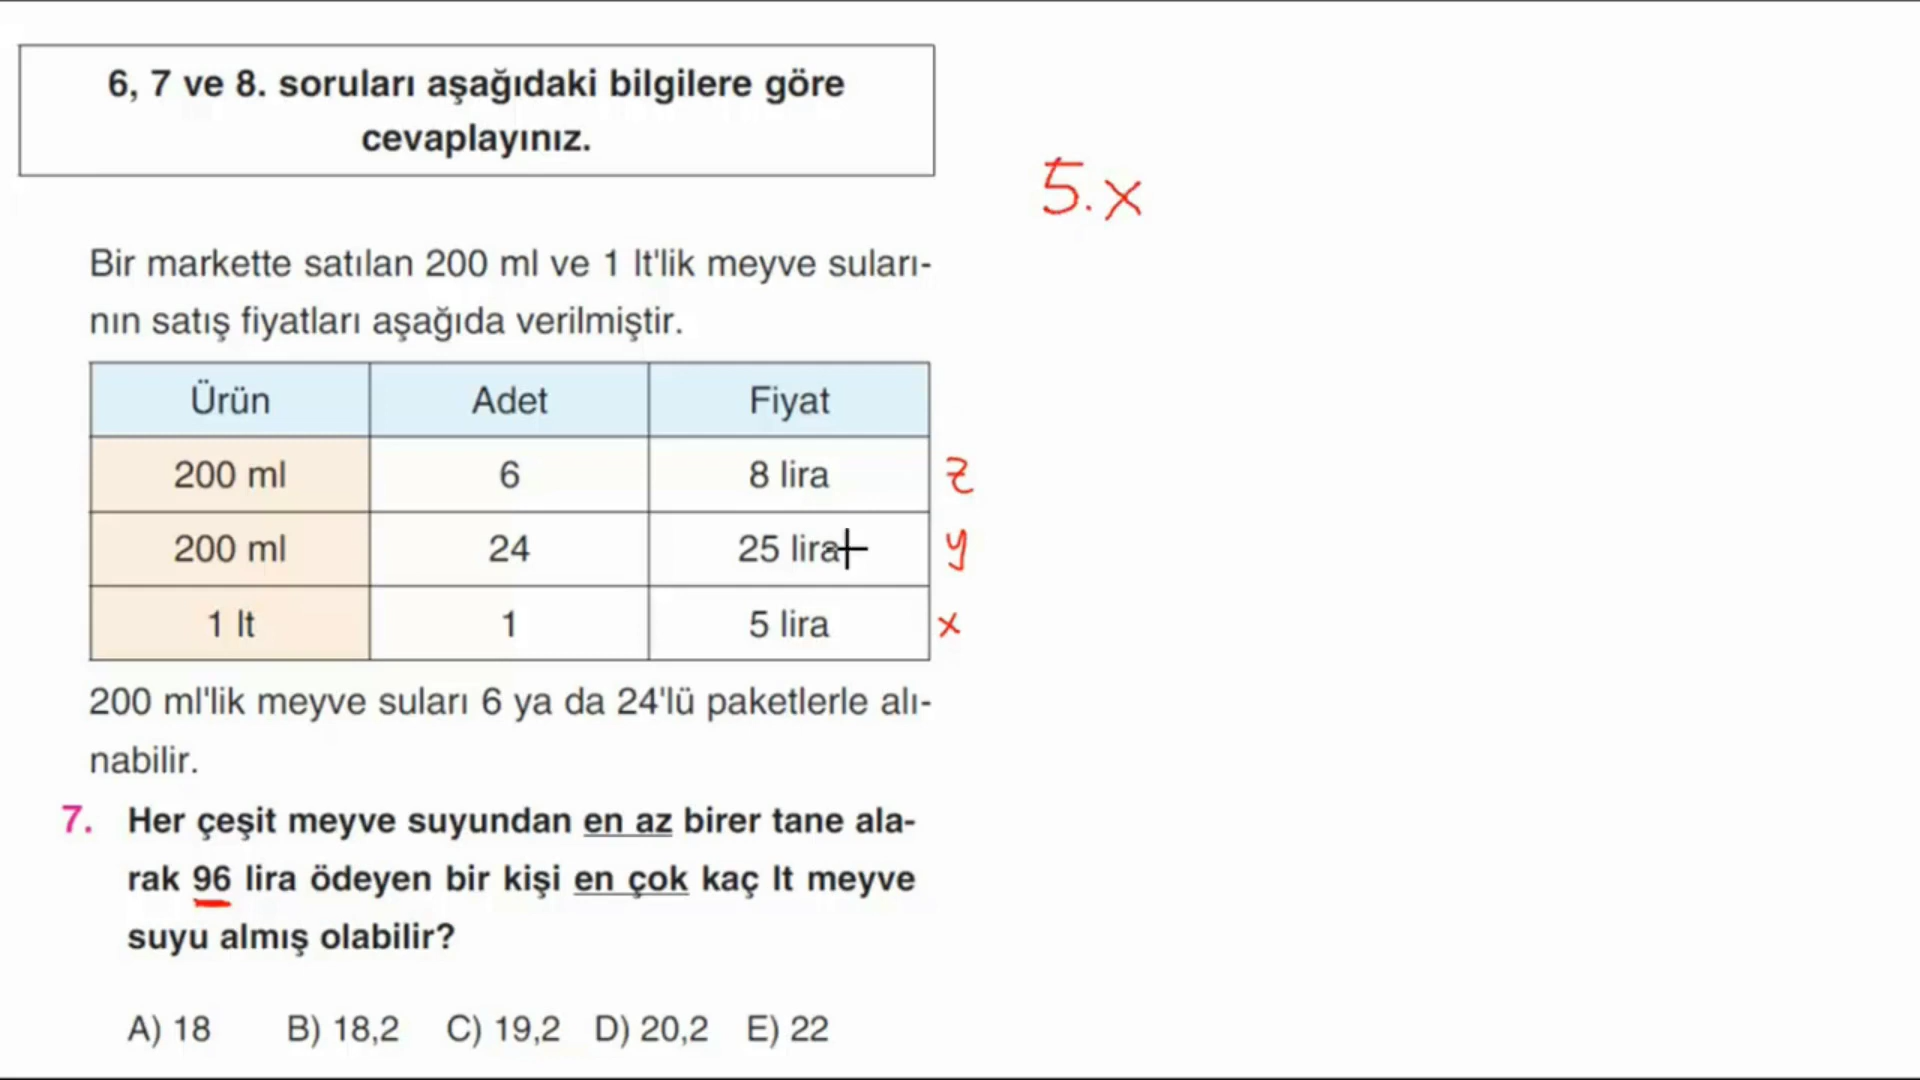 6, 7 ve 8. soruları aşağıdaki bilgilere göre
cevaplayınız.
5.x
Bir markette satılan 200 ml ve 1 lt'lik meyve suları-
nın satış fiyatları aşağıda verilmiştir.
Ürün Adet Fiyat
200 ml 6 8 lira z
200 ml 24 25 lira y
1 lt 1 5 lira x
200 ml'lik meyve suları 6 ya da 24'lü paketlerle alı-
nabilir.
7. Her çeşit meyve suyundan en az birer tane ala-
rak 96 lira ödeyen bir kişi en çok kaç lt meyve
suyu almış olabilir?
A) 18 B) 18,2 C) 19,2 D) 20,2 E) 22